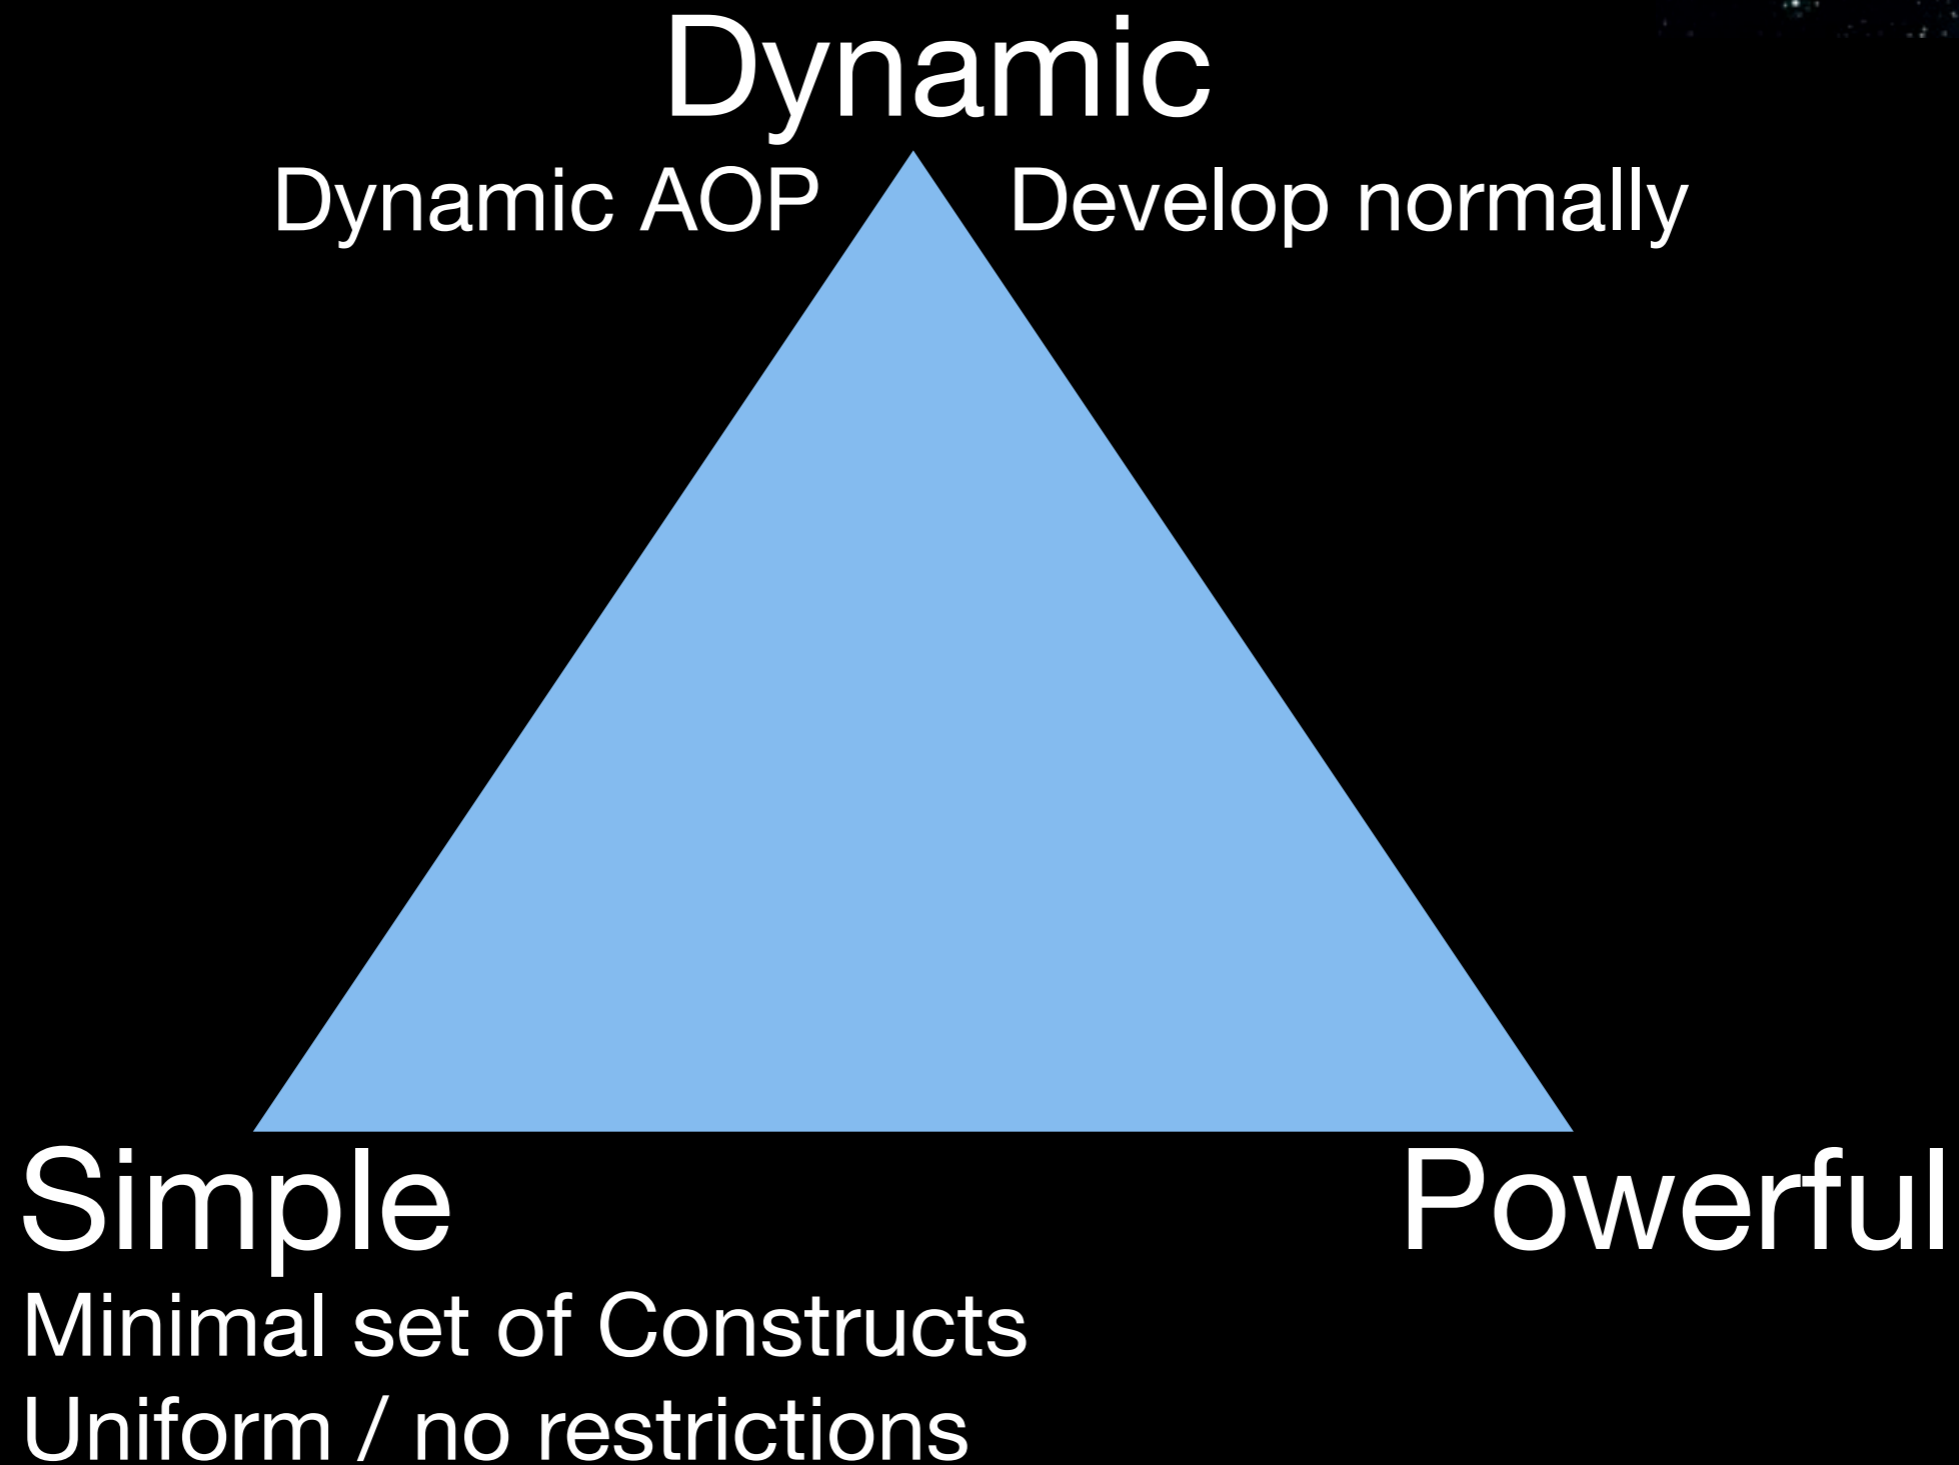 Dynamic
Dynamic AOP
Develop normally
Simple
Powerful
Minimal set of Constructs
Uniform / no restrictions